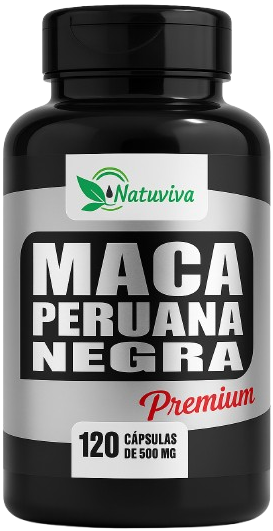 Natuviva
MACA
PERUANA
NEGRA
Premium
120 CÁPSULAS
DE 500 MG